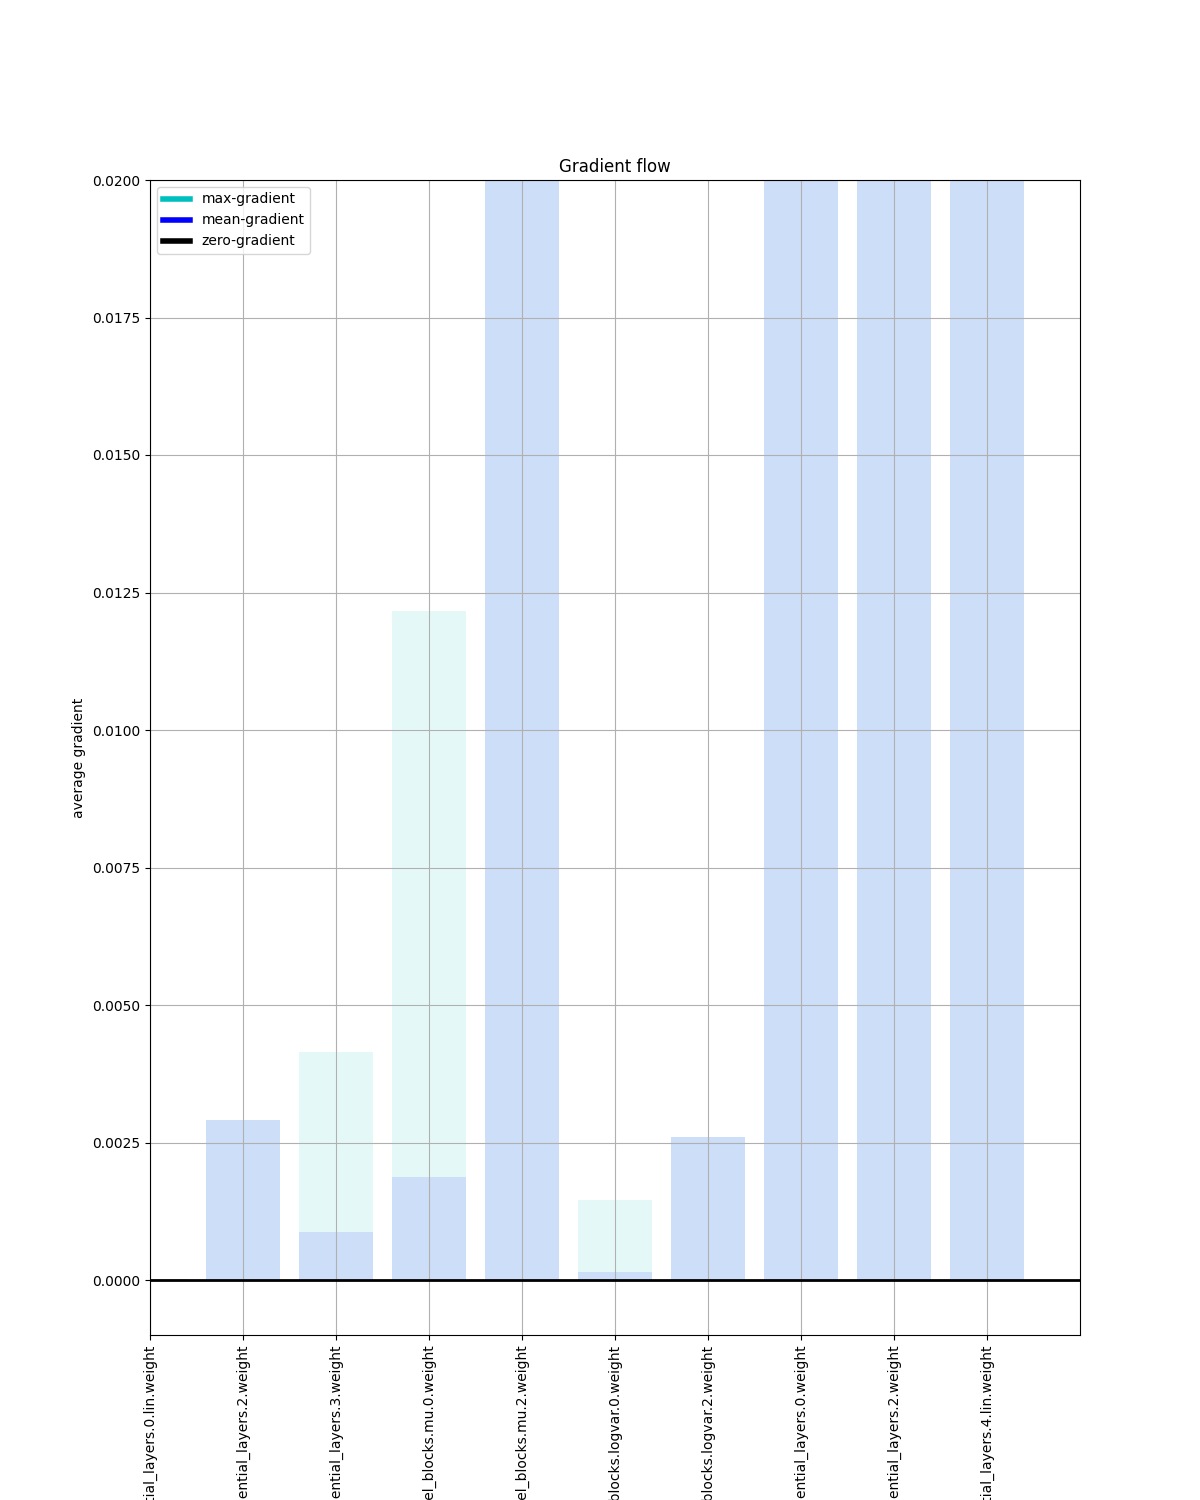 Gradient flow
max-gradient
mean-gradient
zero-gradient
0.0200
0.0175
0.0150
0.0125
0.0100
0.0075
0.0050
0.0025
0.0000
average gradient
tial_layers.0.lin.weight
ential_layers.2.weight
ential_layers.3.weight
el_blocks.mu.0.weight
el_blocks.mu.2.weight
blocks.logvar.0.weight
blocks.logvar.2.weight
ential_layers.0.weight
ential_layers.2.weight
tial_layers.4.lin.weight